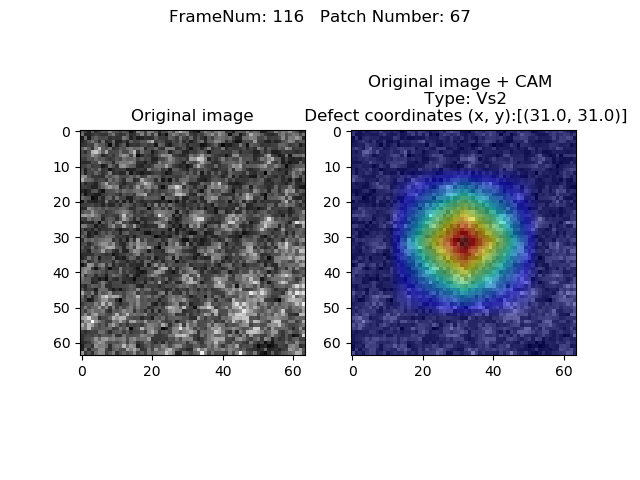 FrameNum: 116   Patch Number: 67
Original image
Original image + CAM
Type: Vs2
Defect coordinates (x, y):[(31.0, 31.0)]
0
10
20
30
40
50
60
0 20 40 60
0
10
20
30
40
50
60
0 20 40 60